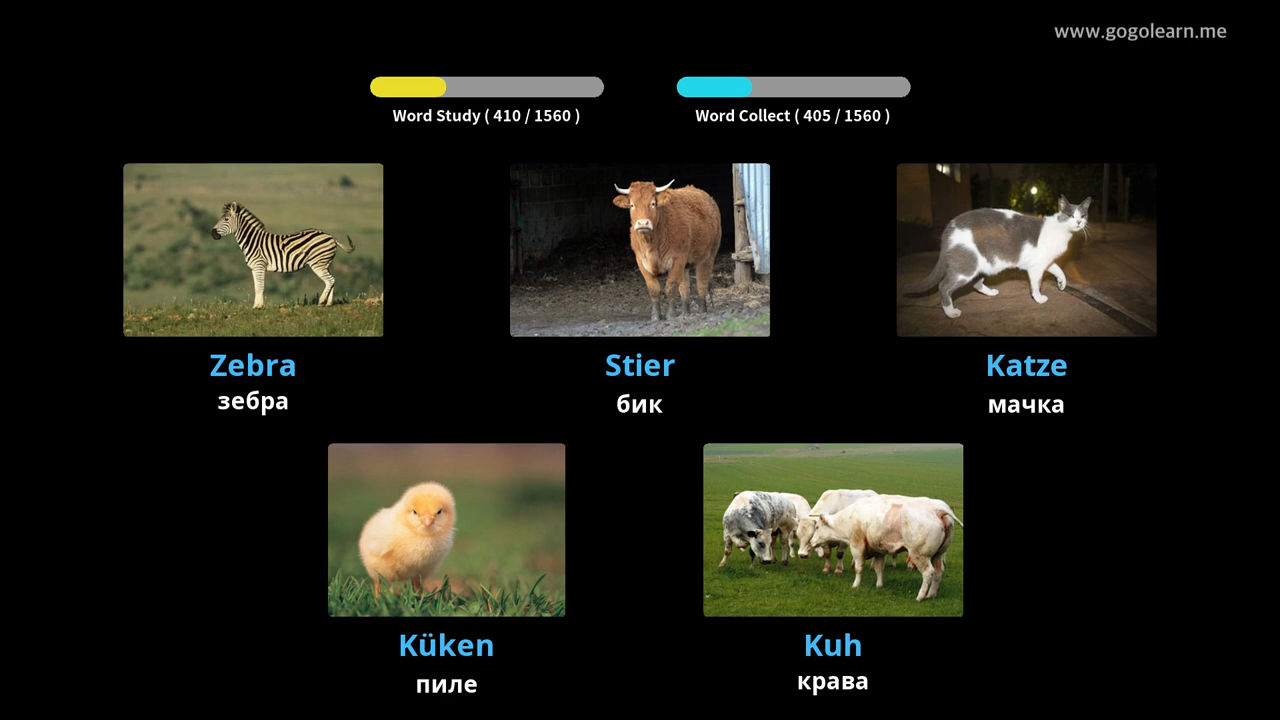 www.gogolearn.me
Word Study ( 410 / 1560 )
Word Collect ( 405 / 1560 )
Zebra
зебра
Stier
бик
Katze
мачка
Küken
пиле
Kuh
крава